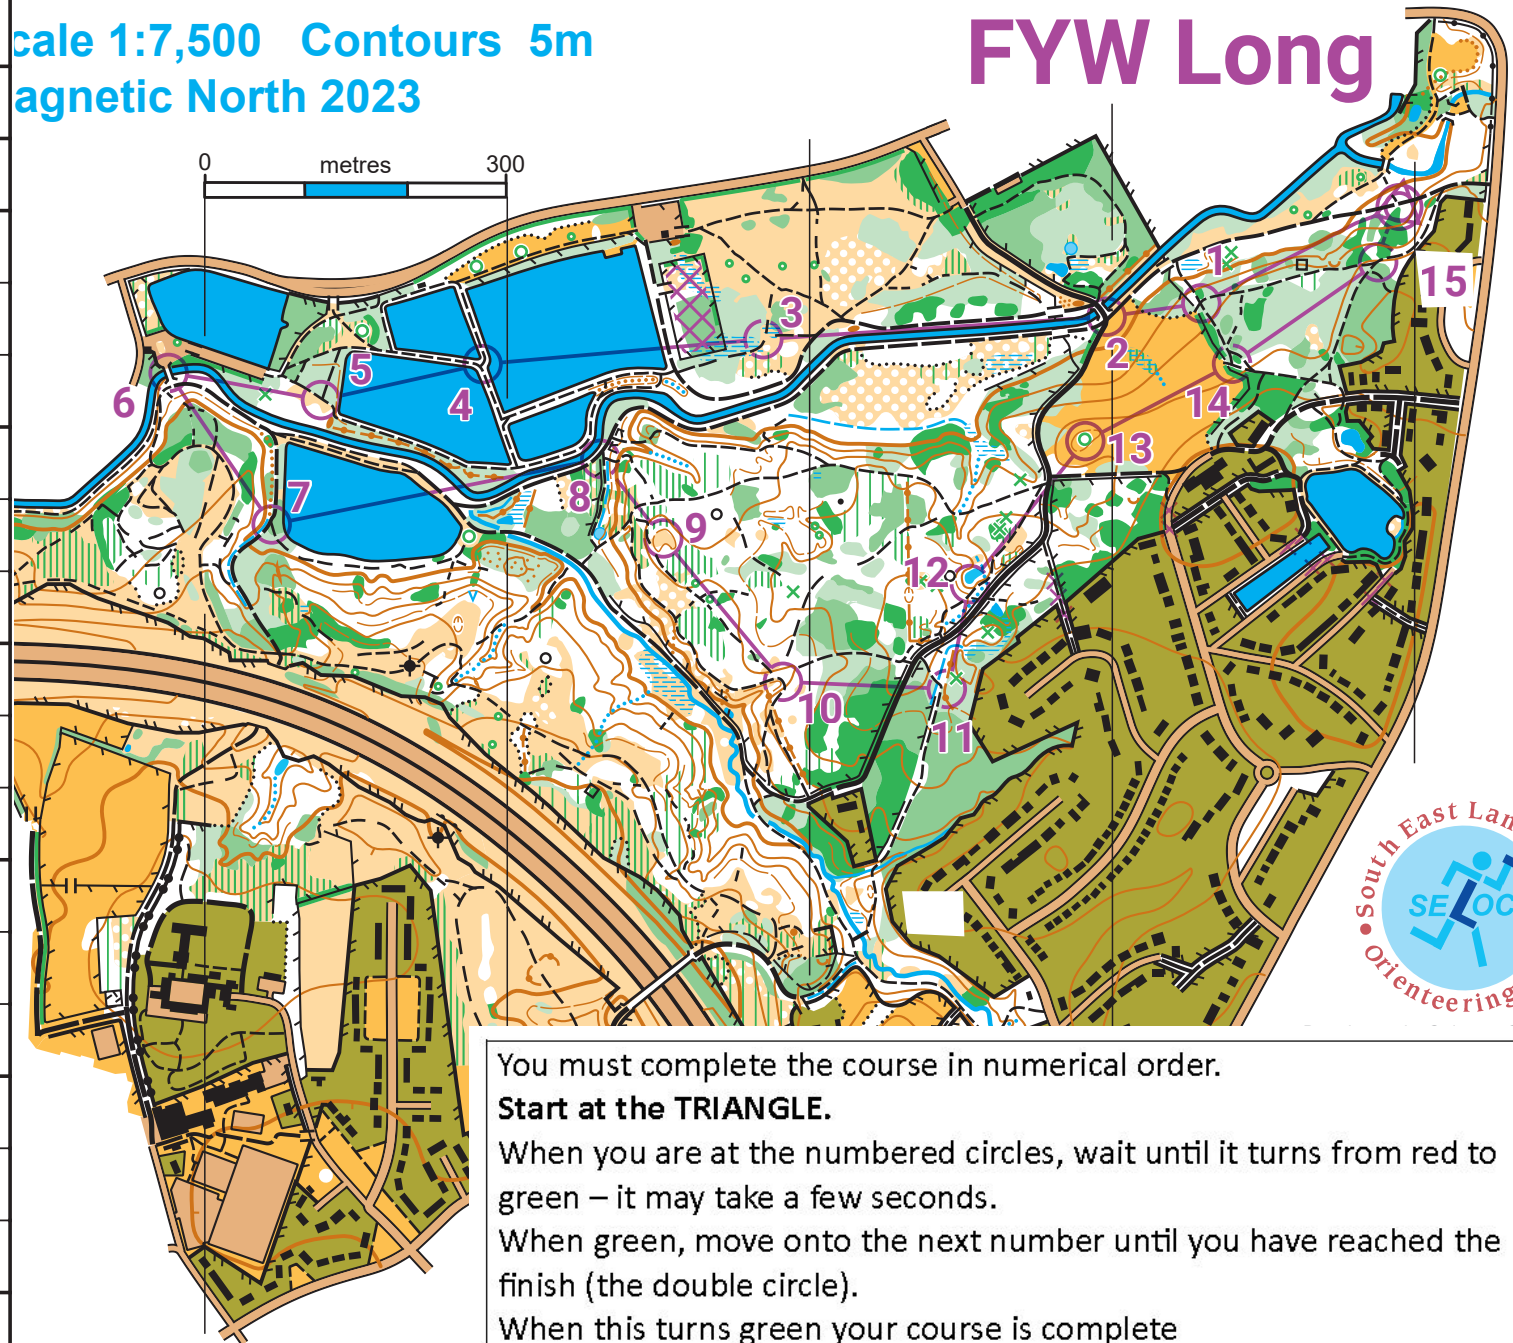 cale 1:7,500 Contours 5m
agnetic North 2023
FYW Long
0 metres 300
1
2
3
4
5
6
7
8
9
10
11
12
13
14
15
South East Lan
SELOC
Orienteering
You must complete the course in numerical order.
Start at the TRIANGLE.
When you are at the numbered circles, wait until it turns from red to
green – it may take a few seconds.
When green, move onto the next number until you have reached the
finish (the double circle).
When this turns green your course is complete